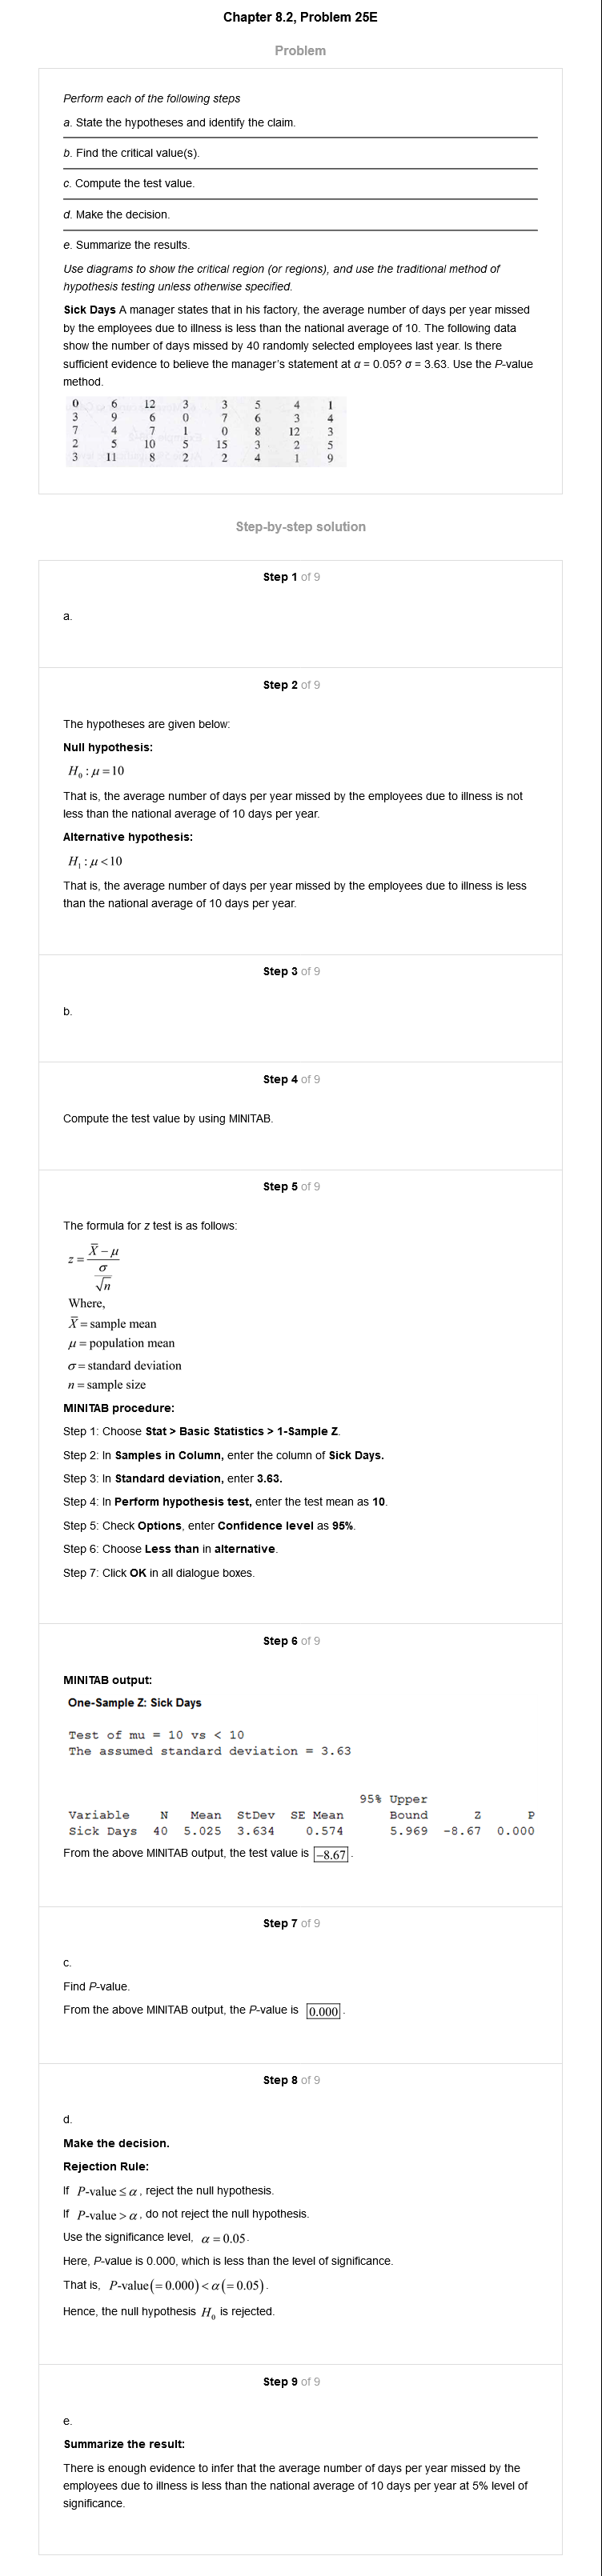 Chapter 8.2, Problem 25E
Problem
Perform each of the following steps
a. State the hypotheses and identify the claim.
b. Find the critical value(s).
c. Compute the test value.
d. Make the decision.
e. Summarize the results.
Use diagrams to show the critical region (or regions), and use the traditional method of
hypothesis testing unless otherwise specified.
Sick Days A manager states that in his factory, the average number of days per year missed
by the employees due to illness is less than the national average of 10. The following data
show the number of days missed by 40 randomly selected employees last year. Is there
sufficient evidence to believe the manager's statement at α = 0.05? σ = 3.63. Use the P-value
method.
0 6 12 3 3 5 4 1
3 9 6 0 7 6 3 4
7 4 7 1 0 8 12 3
2 5 10 5 15 3 2 5
3 11 8 2 2 4 1 9
Step-by-step solution
Step 1 of 9
a.
Step 2 of 9
The hypotheses are given below:
Null hypothesis:
H₀ : μ = 10
That is, the average number of days per year missed by the employees due to illness is not
less than the national average of 10 days per year.
Alternative hypothesis:
H₁ : μ < 10
That is, the average number of days per year missed by the employees due to illness is less
than the national average of 10 days per year.
Step 3 of 9
b.
Step 4 of 9
Compute the test value by using MINITAB.
Step 5 of 9
The formula for z test is as follows:
z = (X̄ − μ) / (σ / √n)
Where,
X̄ = sample mean
μ = population mean
σ = standard deviation
n = sample size
MINITAB procedure:
Step 1: Choose Stat > Basic Statistics > 1-Sample Z.
Step 2: In Samples in Column, enter the column of Sick Days.
Step 3: In Standard deviation, enter 3.63.
Step 4: In Perform hypothesis test, enter the test mean as 10.
Step 5: Check Options, enter Confidence level as 95%.
Step 6: Choose Less than in alternative.
Step 7: Click OK in all dialogue boxes.
Step 6 of 9
MINITAB output:
One-Sample Z: Sick Days
Test of mu = 10 vs < 10
The assumed standard deviation = 3.63
95% Upper
Variable N Mean StDev SE Mean Bound Z P
Sick Days 40 5.025 3.634 0.574 5.969 -8.67 0.000
From the above MINITAB output, the test value is −8.67.
Step 7 of 9
c.
Find P-value.
From the above MINITAB output, the P-value is 0.000.
Step 8 of 9
d.
Make the decision.
Rejection Rule:
If P-value ≤ α, reject the null hypothesis.
If P-value > α, do not reject the null hypothesis.
Use the significance level, α = 0.05.
Here, P-value is 0.000, which is less than the level of significance.
That is, P-value(= 0.000) < α(= 0.05).
Hence, the null hypothesis H₀ is rejected.
Step 9 of 9
e.
Summarize the result:
There is enough evidence to infer that the average number of days per year missed by the
employees due to illness is less than the national average of 10 days per year at 5% level of
significance.